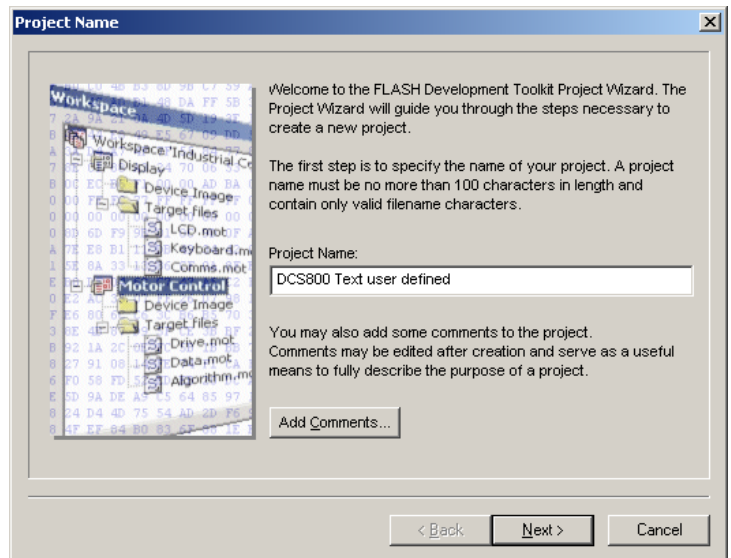 Project Name
Workspace
Workspace 'Industrial Co
Display
Device Image
Target files
LCD.mot
Keyboard.m
Comms.mot
Motor Control
Device Image
Target files
Drive.mot
Data.mot
Algorithm.mo
Welcome to the FLASH Development Toolkit Project Wizard. The
Project Wizard will guide you through the steps necessary to
create a new project.
The first step is to specify the name of your project. A project
name must be no more than 100 characters in length and
contain only valid filename characters.
Project Name:
DCS800 Text user defined
You may also add some comments to the project.
Comments may be edited after creation and serve as a useful
means to fully describe the purpose of a project.
Add Comments...
< Back
Next >
Cancel